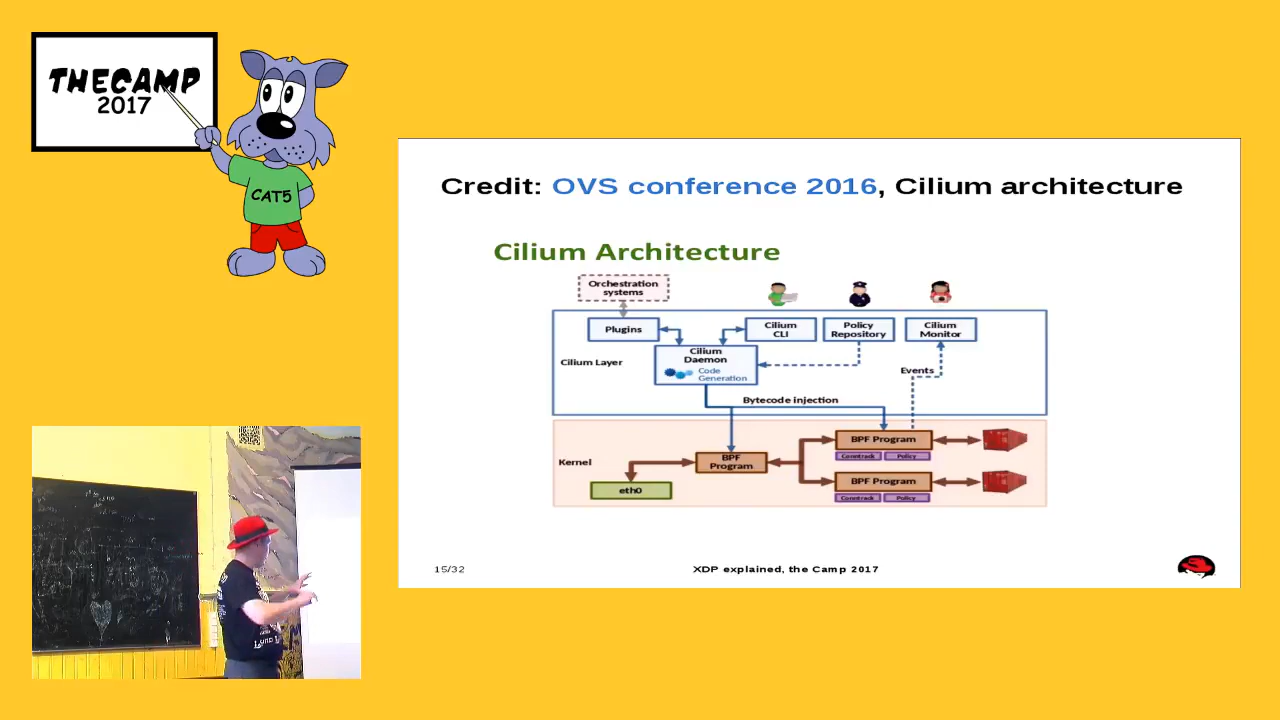 THECAMP
2017
CAT5
Credit: OVS conference 2016, Cilium architecture
Cilium Architecture
Orchestration
systems
Plugins
Cilium
CLI
Policy
Repository
Cilium
Monitor
Cilium Layer
Cilium
Daemon
Code
Generation
Events
Bytecode injection
Kernel
BPF
Program
eth0
BPF Program
Conntrack
Policy
BPF Program
Conntrack
Policy
15/32
XDP explained, the Camp 2017